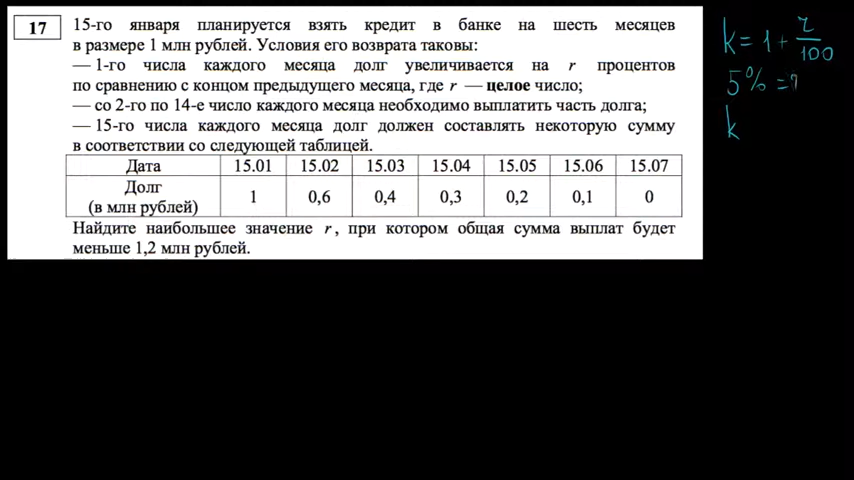 17
15-го января планируется взять кредит в банке на шесть месяцев
в размере 1 млн рублей. Условия его возврата таковы:
— 1-го числа каждого месяца долг увеличивается на r процентов
по сравнению с концом предыдущего месяца, где r — целое число;
— со 2-го по 14-е число каждого месяца необходимо выплатить часть долга;
— 15-го числа каждого месяца долг должен составлять некоторую сумму
в соответствии со следующей таблицей.
Дата 15.01 15.02 15.03 15.04 15.05 15.06 15.07
Долг
(в млн рублей) 1 0,6 0,4 0,3 0,2 0,1 0
Найдите наибольшее значение r, при котором общая сумма выплат будет
меньше 1,2 млн рублей.
k = 1 + r/100
5% = r
k